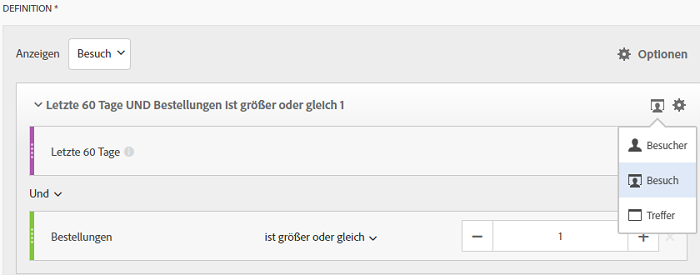 DEFINITION *
Anzeigen Besuch Optionen
Letzte 60 Tage UND Bestellungen Ist größer oder gleich 1
Besucher
Letzte 60 Tage
Besuch
Und
Treffer
Bestellungen ist größer oder gleich 1